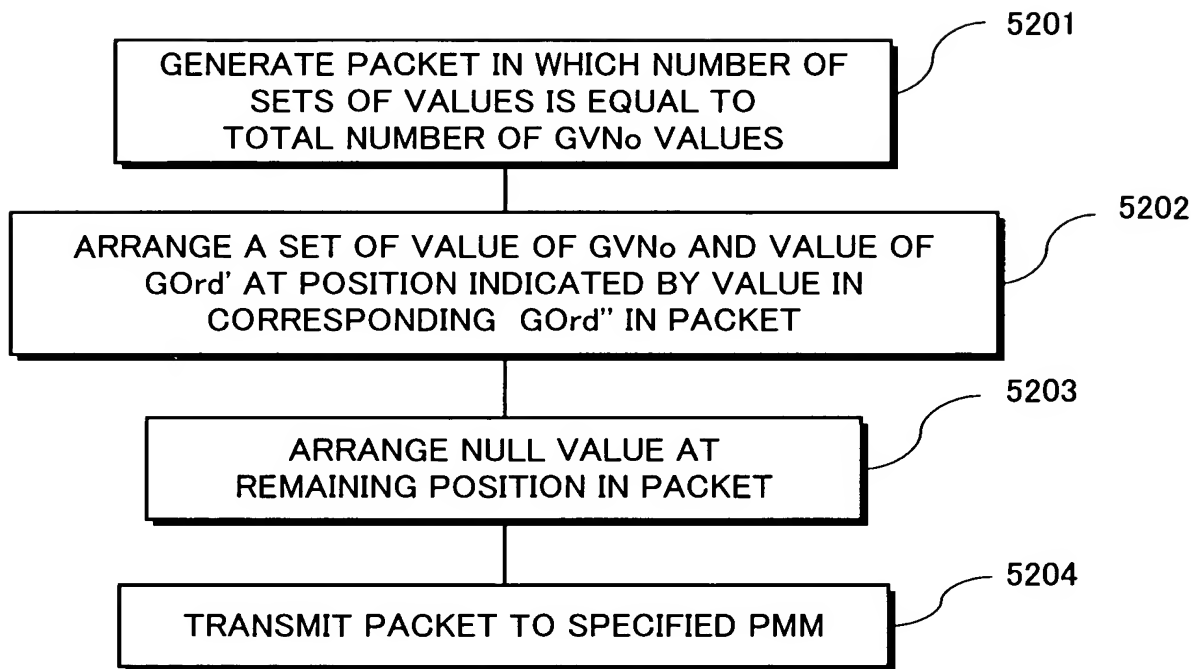 5201
GENERATE PACKET IN WHICH NUMBER OF
SETS OF VALUES IS EQUAL TO
TOTAL NUMBER OF GVNo VALUES
5202
ARRANGE A SET OF VALUE OF GVNo AND VALUE OF
GOrd' AT POSITION INDICATED BY VALUE IN
CORRESPONDING GOrd'' IN PACKET
5203
ARRANGE NULL VALUE AT
REMAINING POSITION IN PACKET
5204
TRANSMIT PACKET TO SPECIFIED PMM